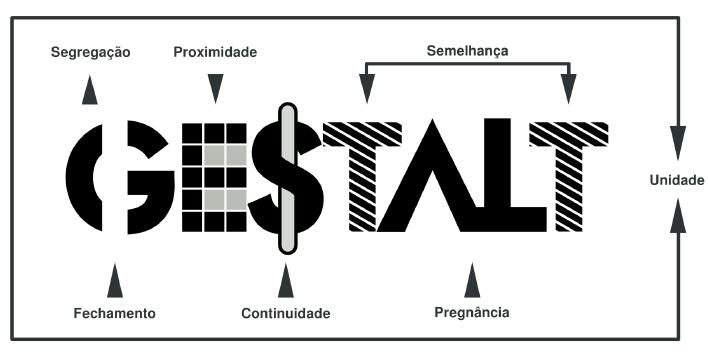 Segregação Proximidade Semelhança
GESTALT
Unidade
Fechamento Continuidade Pregnância